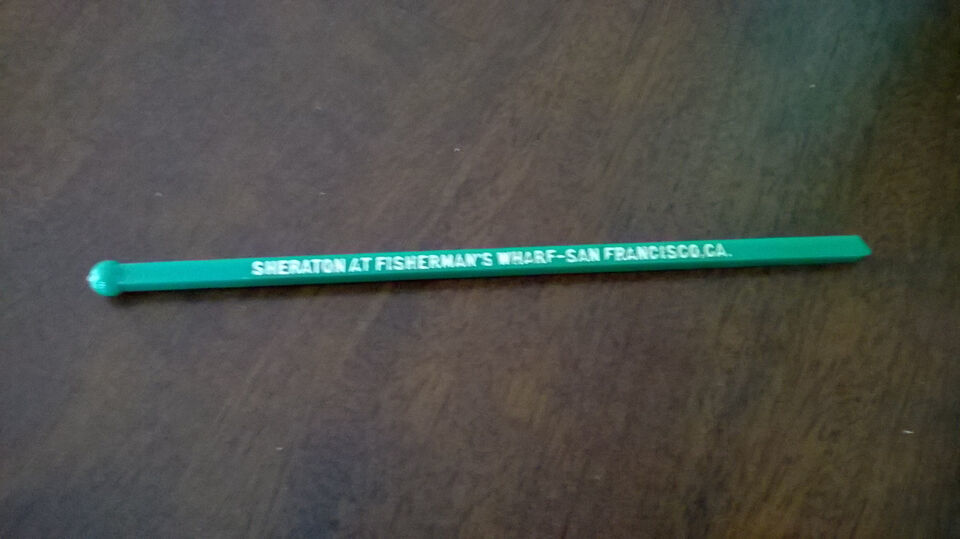 SHERATON AT FISHERMAN'S WHARF-SAN FRANCISCO,CA.